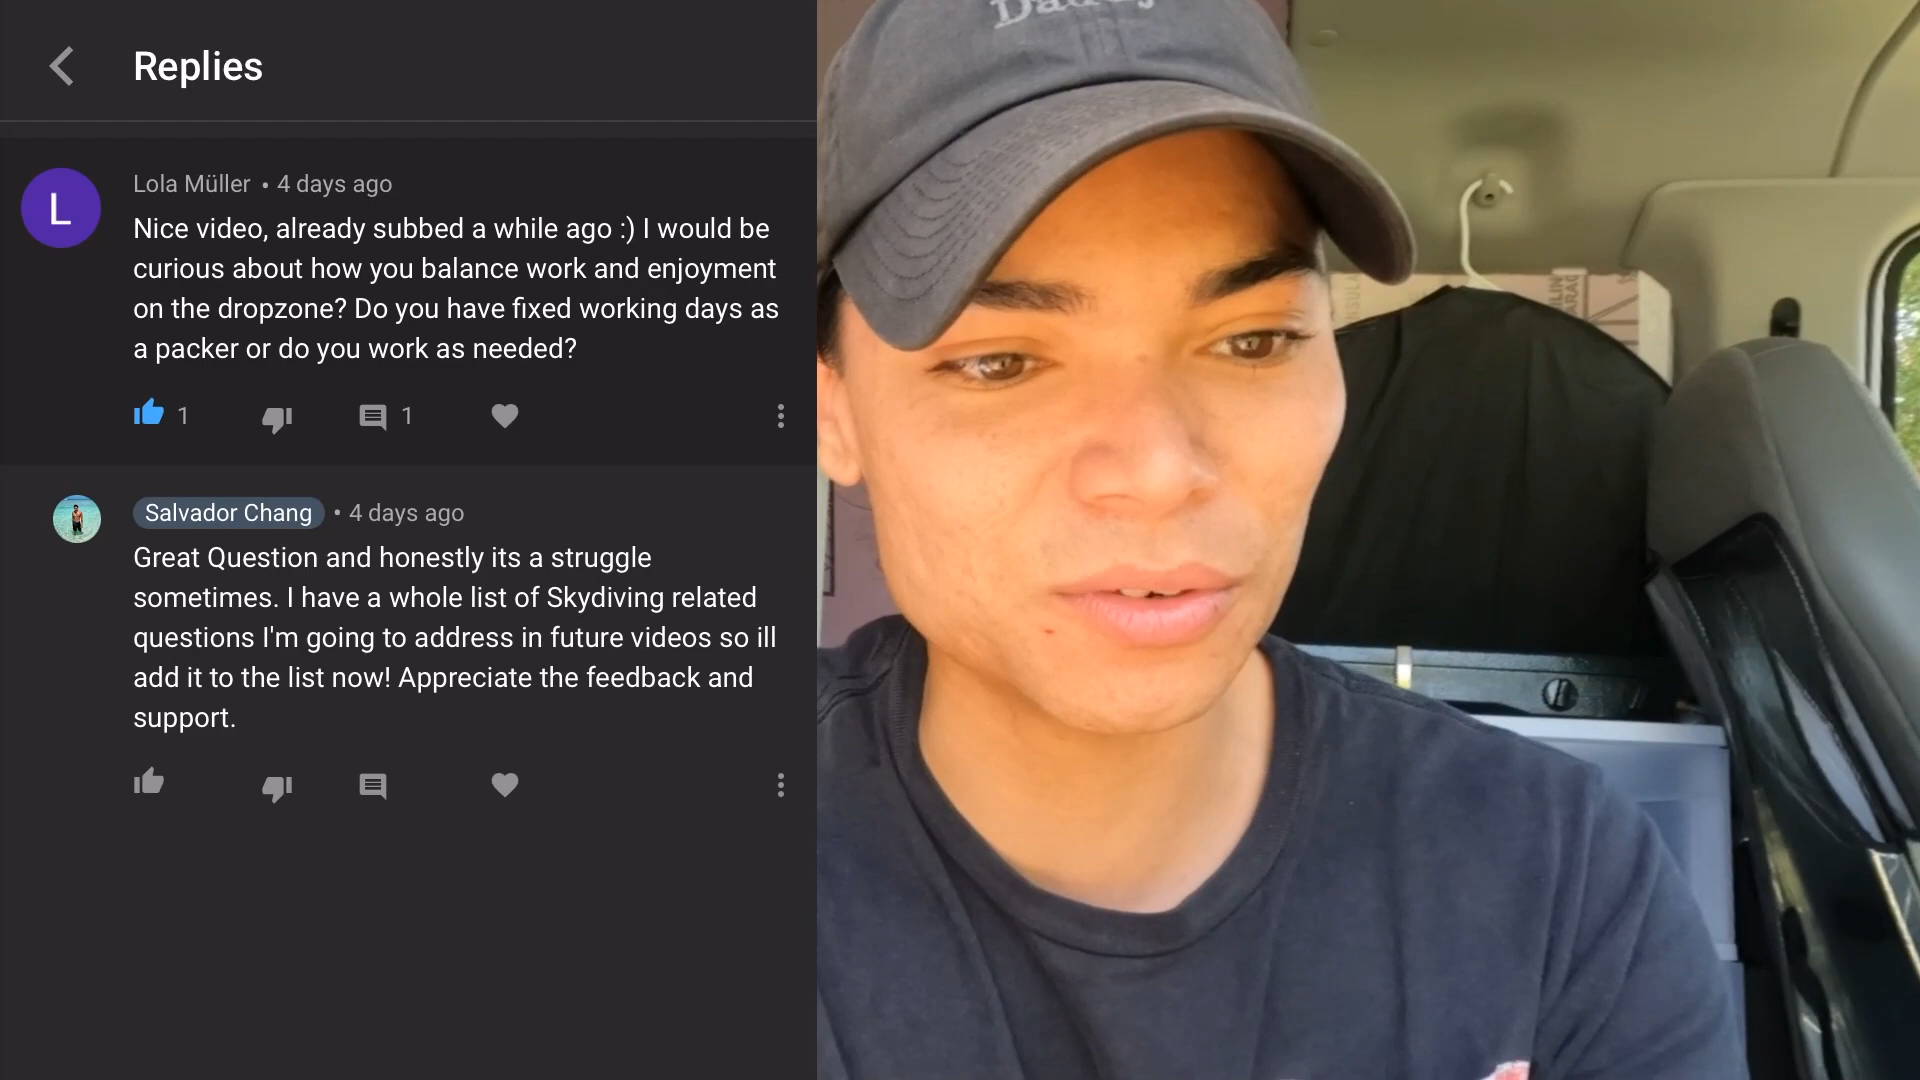 Replies
Lola Müller • 4 days ago
L
Nice video, already subbed a while ago :) I would be
curious about how you balance work and enjoyment
on the dropzone? Do you have fixed working days as
a packer or do you work as needed?
1
1
Salvador Chang • 4 days ago
Great Question and honestly its a struggle
sometimes. I have a whole list of Skydiving related
questions I'm going to address in future videos so ill
add it to the list now! Appreciate the feedback and
support.